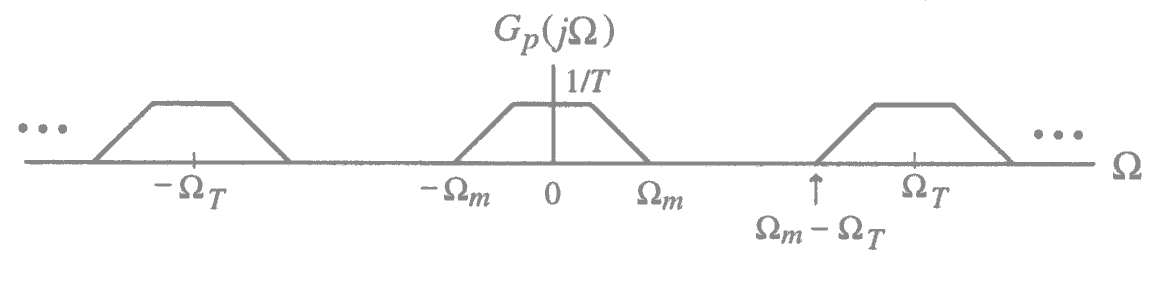 G_p(jΩ)
1/T
••• •••
-Ω_T -Ω_m 0 Ω_m Ω_T Ω
↑
Ω_m - Ω_T